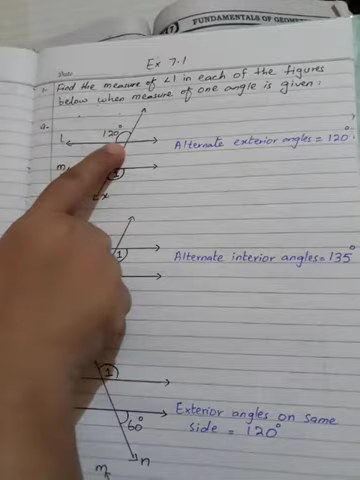 FUNDAMENTALS OF GEOM
Ex 7.1
Date:
1. Find the measure of ∠1 in each of the figures
below when measure of one angle is given:
a.
120°
l
Alternate exterior angles = 120°.
m
1
1
Alternate interior angles = 135°
1
Exterior angles on same
side = 120°
60°
n
m